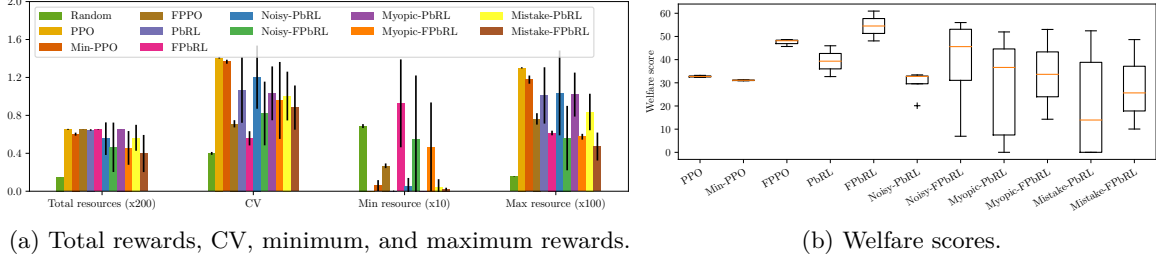 2.0
1.6
1.2
0.8
0.4
0.0
Random
PPO
Min-PPO
FPPO
PbRL
FPbRL
Noisy-PbRL
Noisy-FPbRL
Myopic-PbRL
Myopic-FPbRL
Mistake-PbRL
Mistake-FPbRL
Total resources (x200)
CV
Min resource (x10)
Max resource (x100)
(a) Total rewards, CV, minimum, and maximum rewards.
Welfare score
60
50
40
30
20
10
0
PPO
Min-PPO
FPPO
PbRL
FPbRL
Noisy-PbRL
Noisy-FPbRL
Myopic-PbRL
Myopic-FPbRL
Mistake-PbRL
Mistake-FPbRL
(b) Welfare scores.